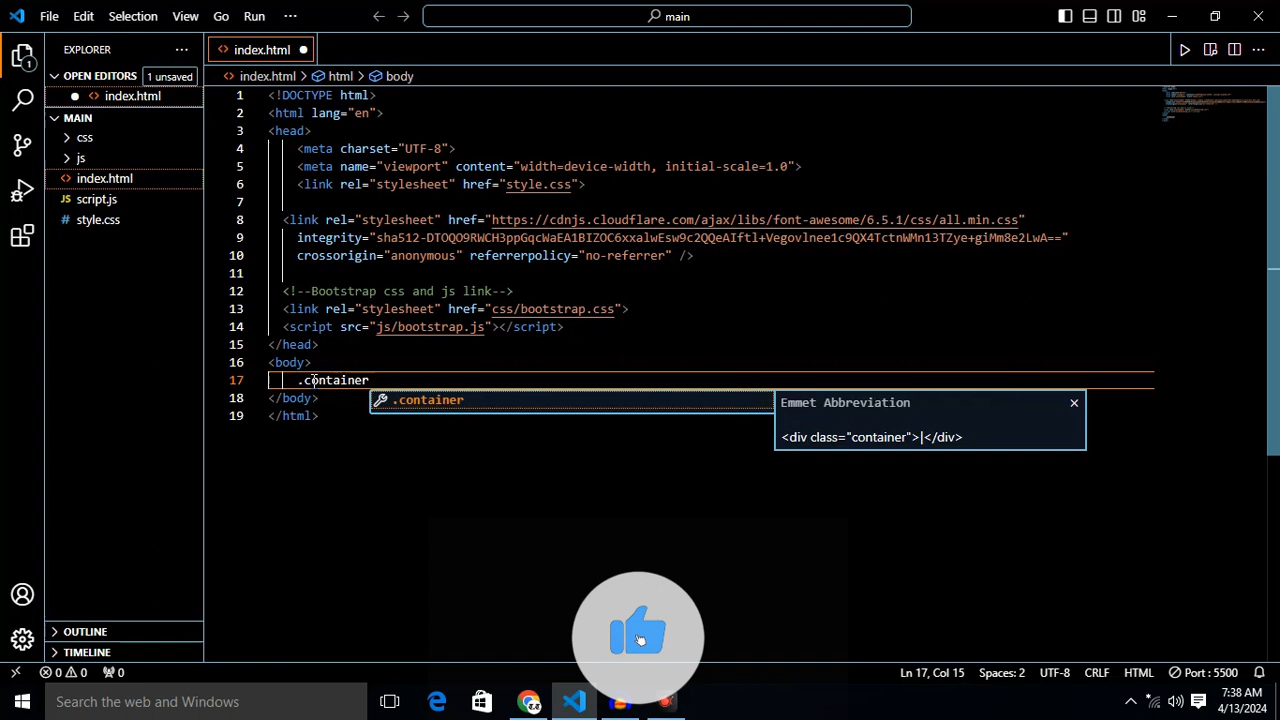 File Edit Selection View Go Run ···
main
EXPLORER
index.html
OPEN EDITORS
1 unsaved
index.html
MAIN
css
js
index.html
JS script.js
style.css
OUTLINE
TIMELINE
index.html > html > body
1 <!DOCTYPE html>
2 <html lang="en">
3 <head>
4 <meta charset="UTF-8">
5 <meta name="viewport" content="width=device-width, initial-scale=1.0">
6 <link rel="stylesheet" href="style.css">
7
8 <link rel="stylesheet" href="https://cdnjs.cloudflare.com/ajax/libs/font-awesome/6.5.1/css/all.min.css"
9 integrity="sha512-DTOQO9RWCH3ppGqcWaEA1BIZOC6xxalwEsw9c2QQeAIftl+Vegovlnee1c9QX4TctnWMn13TZye+giMm8e2LwA=="
10 crossorigin="anonymous" referrerpolicy="no-referrer" />
11
12 <!--Bootstrap css and js link-->
13 <link rel="stylesheet" href="css/bootstrap.css">
14 <script src="js/bootstrap.js"></script>
15 </head>
16 <body>
17 .container
18 </body>
19 </html>
.container
Emmet Abbreviation
<div class="container">|</div>
1
0 0 0
Ln 17, Col 15 Spaces: 2 UTF-8 CRLF HTML Port : 5500
Search the web and Windows
7:38 AM
4/13/2024